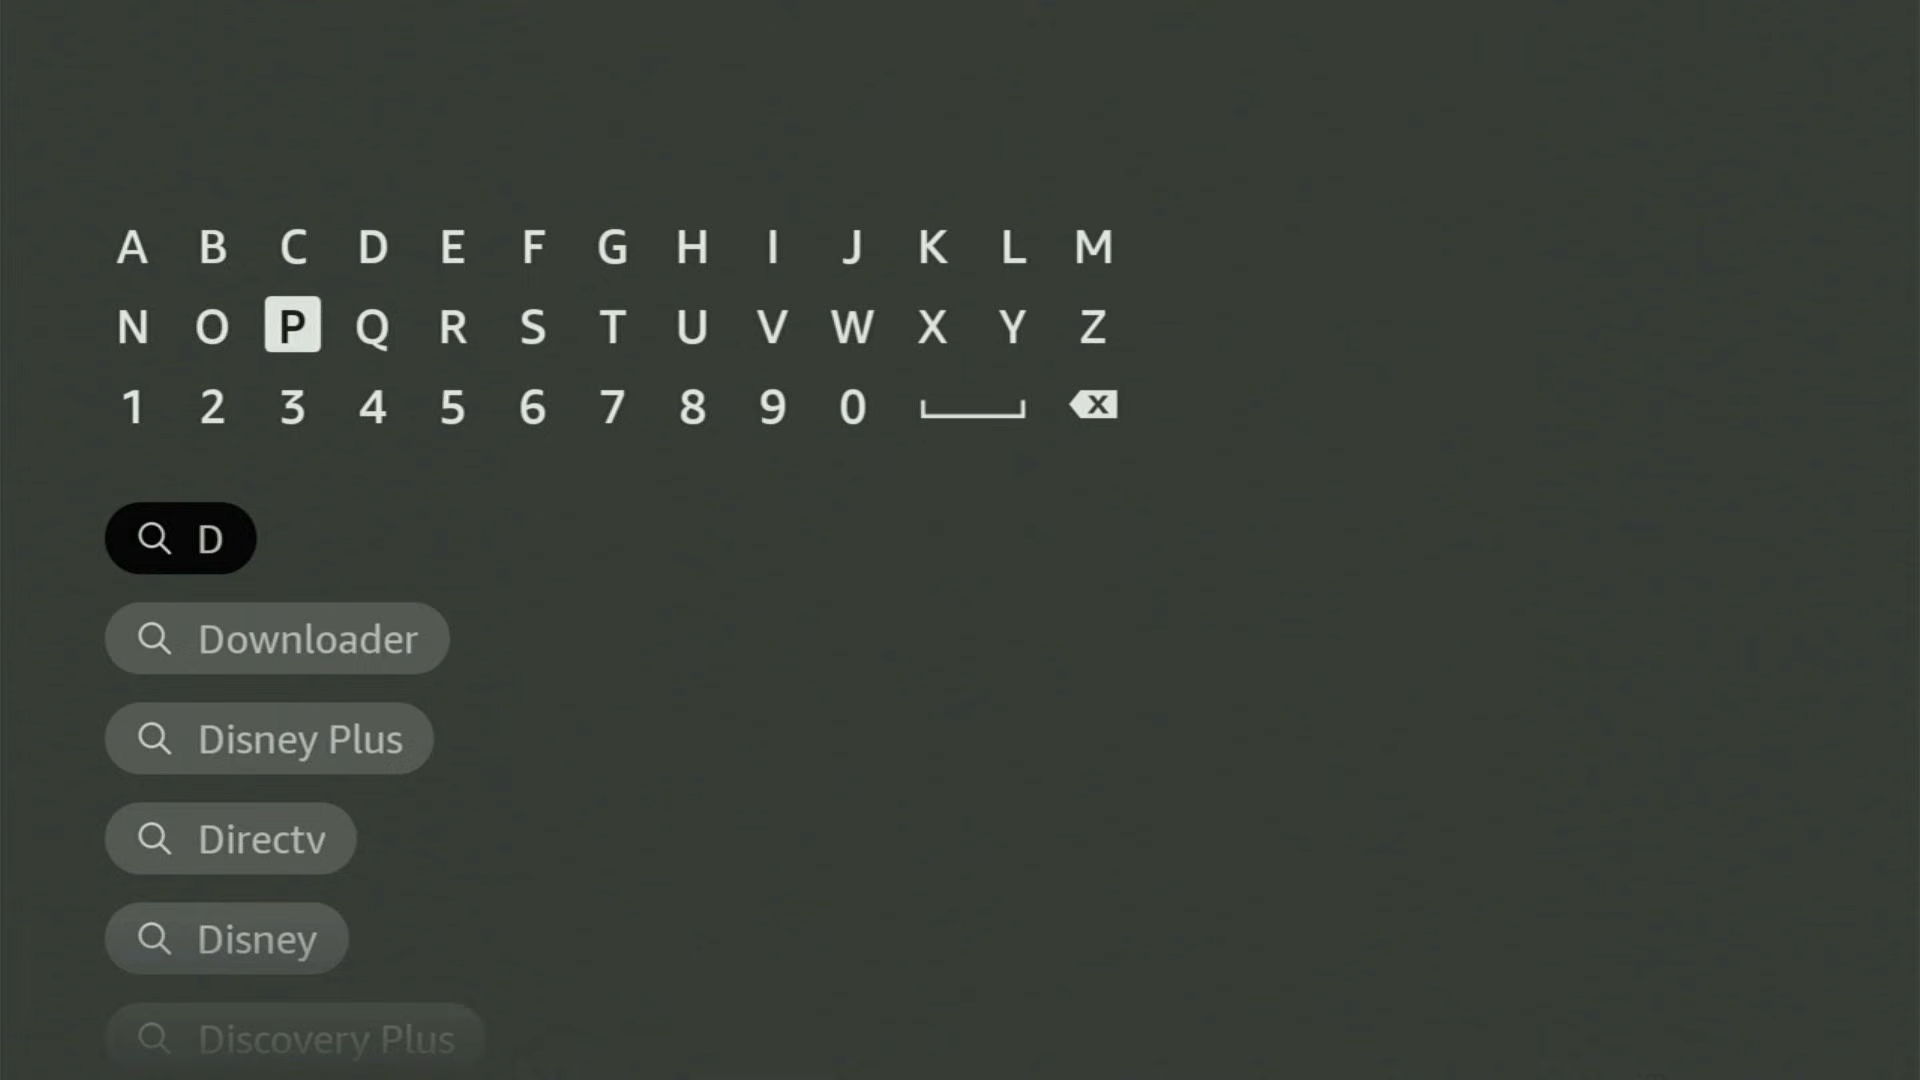 A B C D E F G H I J K L M
N O P Q R S T U V W X Y Z
1 2 3 4 5 6 7 8 9 0
D
Downloader
Disney Plus
Directv
Disney
Discovery Plus